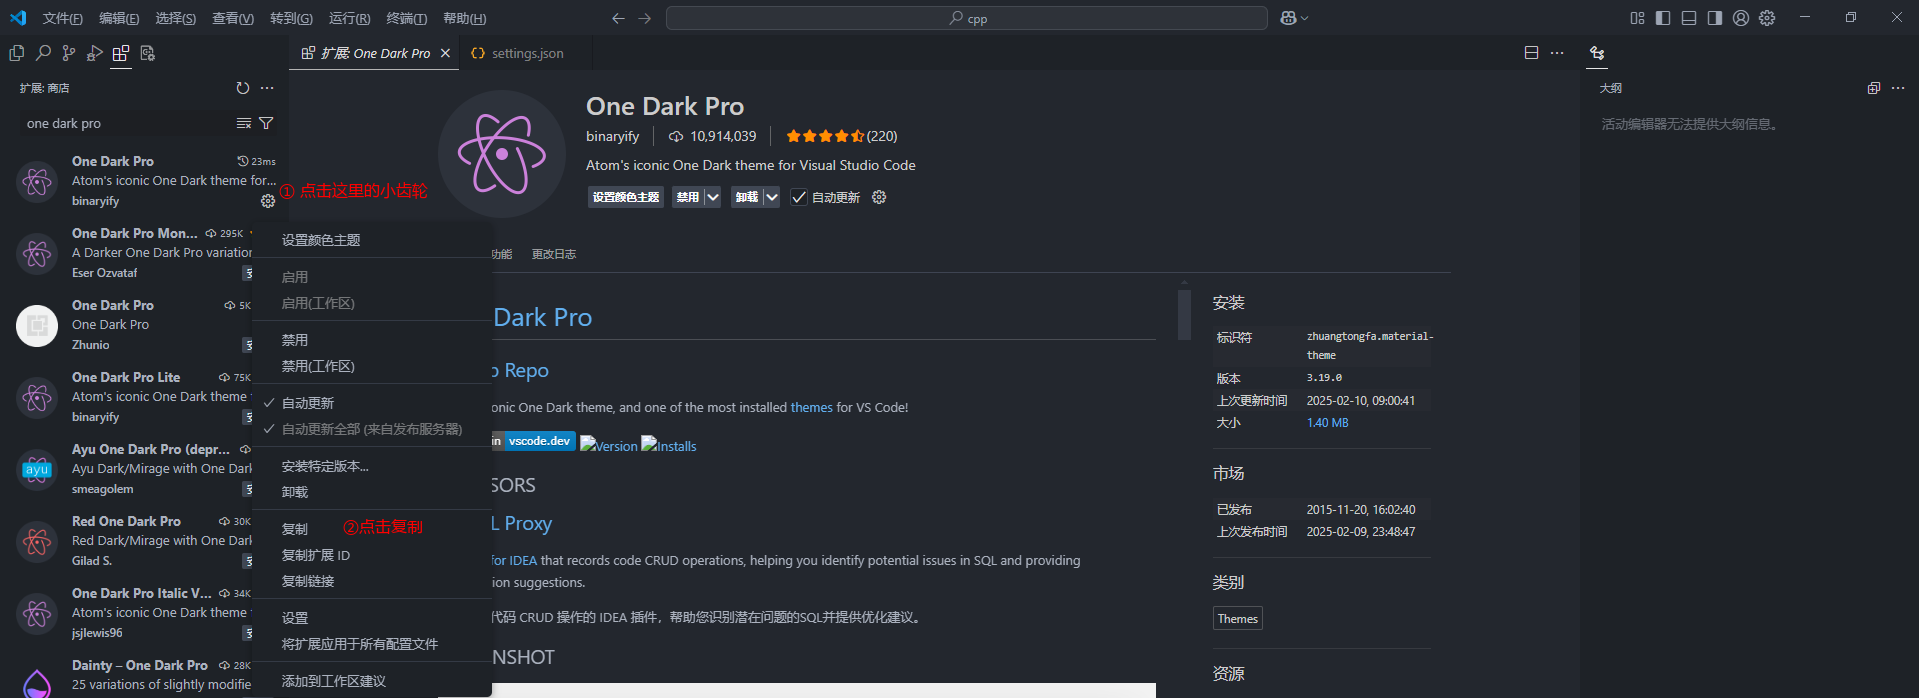 文件(F) 编辑(E) 选择(S) 查看(V) 转到(G) 运行(R) 终端(T) 帮助(H)
cpp
扩展: One Dark Pro
settings.json
扩展: 商店
大纲
one dark pro
活动编辑器无法提供大纲信息。
One Dark Pro 23ms
Atom's iconic One Dark theme for...
binaryify
① 点击这里的小齿轮
One Dark Pro Mon... 295K
A Darker One Dark Pro variation
Eser Ozvataf
One Dark Pro 5K
One Dark Pro
Zhunio
One Dark Pro Lite 75K
Atom's iconic One Dark theme
binaryify
Ayu One Dark Pro (depr...
Ayu Dark/Mirage with One Dark
smeagolem
ayu
Red One Dark Pro 30K
Red Dark/Mirage with One Dark
Gilad S.
One Dark Pro Italic V... 34K
Atom's iconic One Dark theme
jsjlewis96
Dainty – One Dark Pro 28K
25 variations of slightly modifie
设置颜色主题
启用
启用(工作区)
禁用
禁用(工作区)
自动更新
自动更新全部 (来自发布服务器)
安装特定版本...
卸载
复制
②点击复制
复制扩展 ID
复制链接
设置
将扩展应用于所有配置文件
添加到工作区建议
One Dark Pro
binaryify 10,914,039 (220)
Atom's iconic One Dark theme for Visual Studio Code
设置颜色主题 禁用 卸载 自动更新
功能 更改日志
Dark Pro
Repo
onic One Dark theme, and one of the most installed themes for VS Code!
in vscode.dev Version Installs
SORS
L Proxy
for IDEA that records code CRUD operations, helping you identify potential issues in SQL and providing
ion suggestions.
代码 CRUD 操作的 IDEA 插件，帮助您识别潜在问题的SQL并提供优化建议。
NSHOT
安装
标识符 zhuangtongfa.material-
theme
版本 3.19.0
上次更新时间 2025-02-10, 09:00:41
大小 1.40 MB
市场
已发布 2015-11-20, 16:02:40
上次发布时间 2025-02-09, 23:48:47
类别
Themes
资源